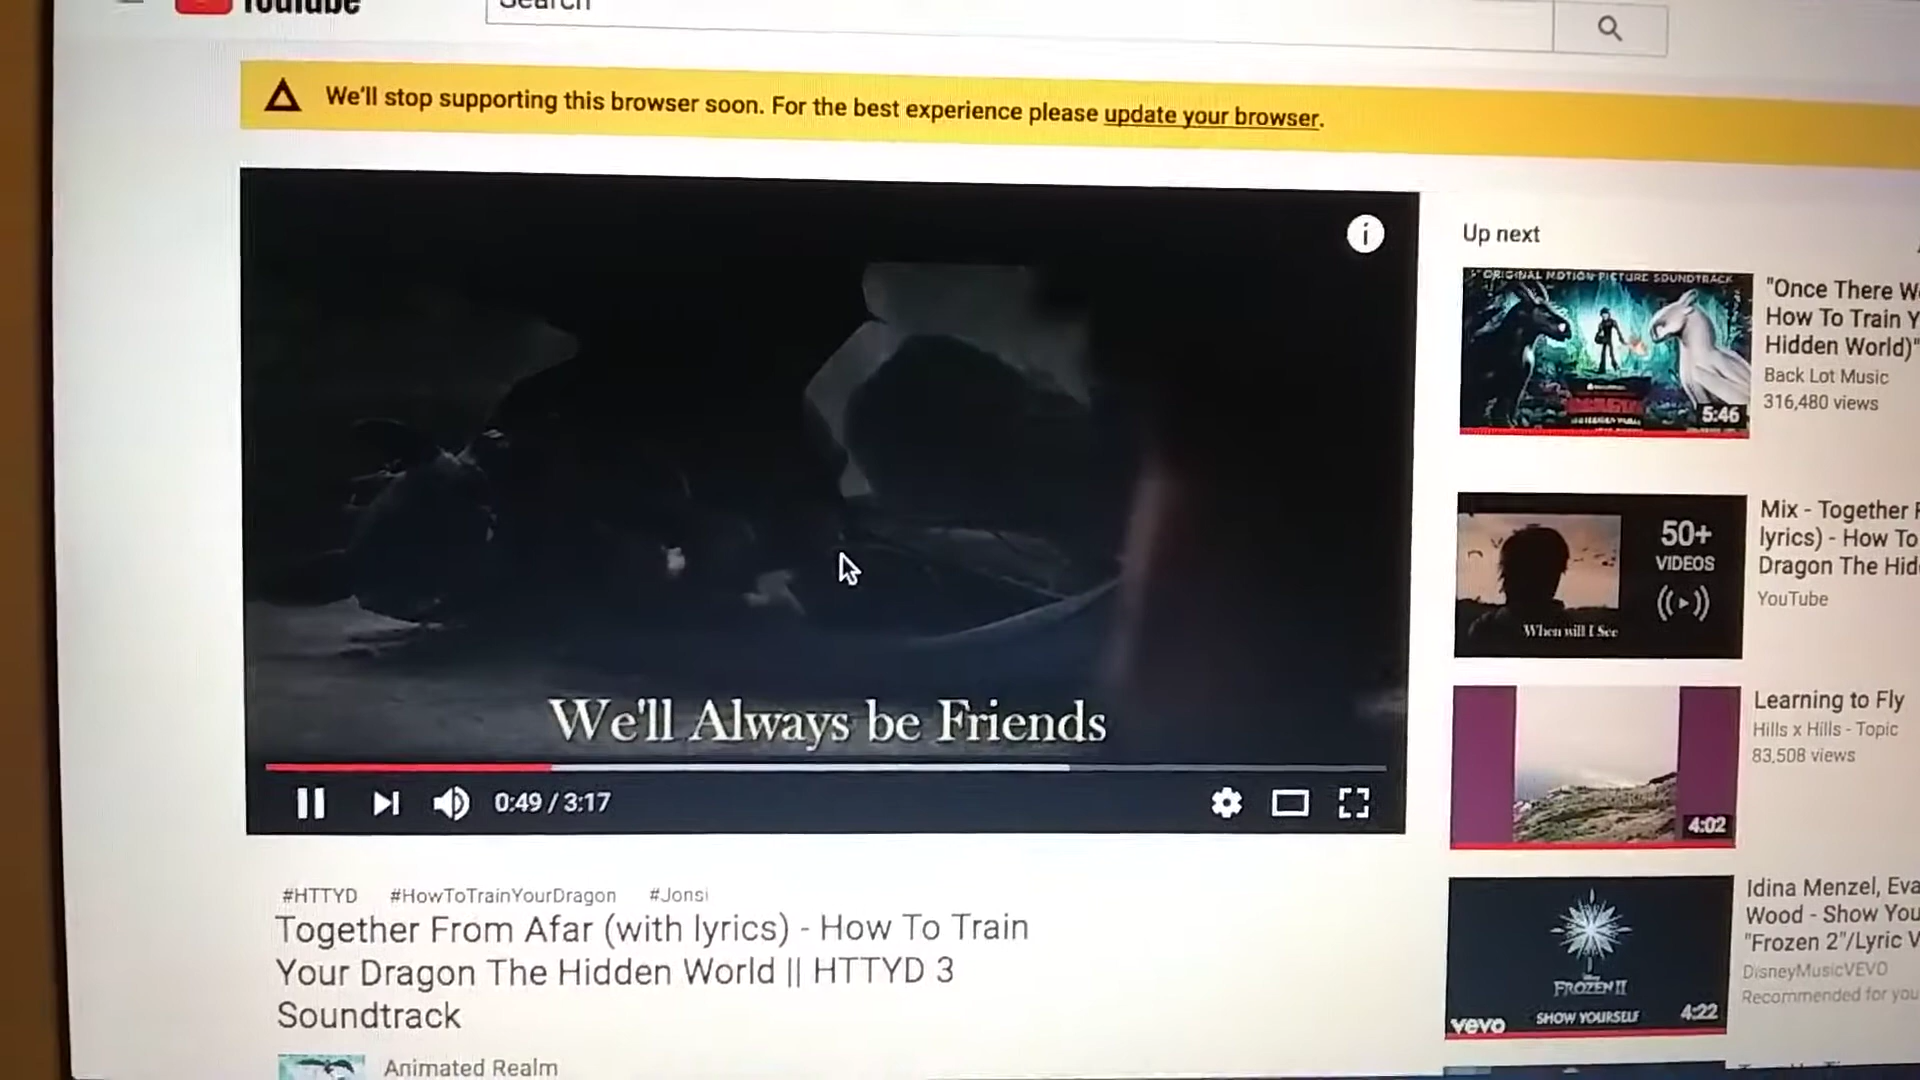 YouTube
Search
We'll stop supporting this browser soon. For the best experience please update your browser.
i
We'll Always be Friends
0:49 / 3:17
#HTTYD #HowToTrainYourDragon #Jonsi
Together From Afar (with lyrics) - How To Train
Your Dragon The Hidden World || HTTYD 3
Soundtrack
Animated Realm
Up next
ORIGINAL MOTION PICTURE SOUNDTRACK
5:46
"Once There
How To Train
Hidden World)"
Back Lot Music
316,480 views
When will I See
50+
VIDEOS
Mix - Together
lyrics) - How To
Dragon The
YouTube
4:02
Learning to Fly
Hills x Hills - Topic
83,508 views
FROZEN II
SHOW YOURSELF
vevo
4:22
Idina Menzel,
Wood - Show
"Frozen 2"/Lyric
DisneyMusicVEVO
Recommended for